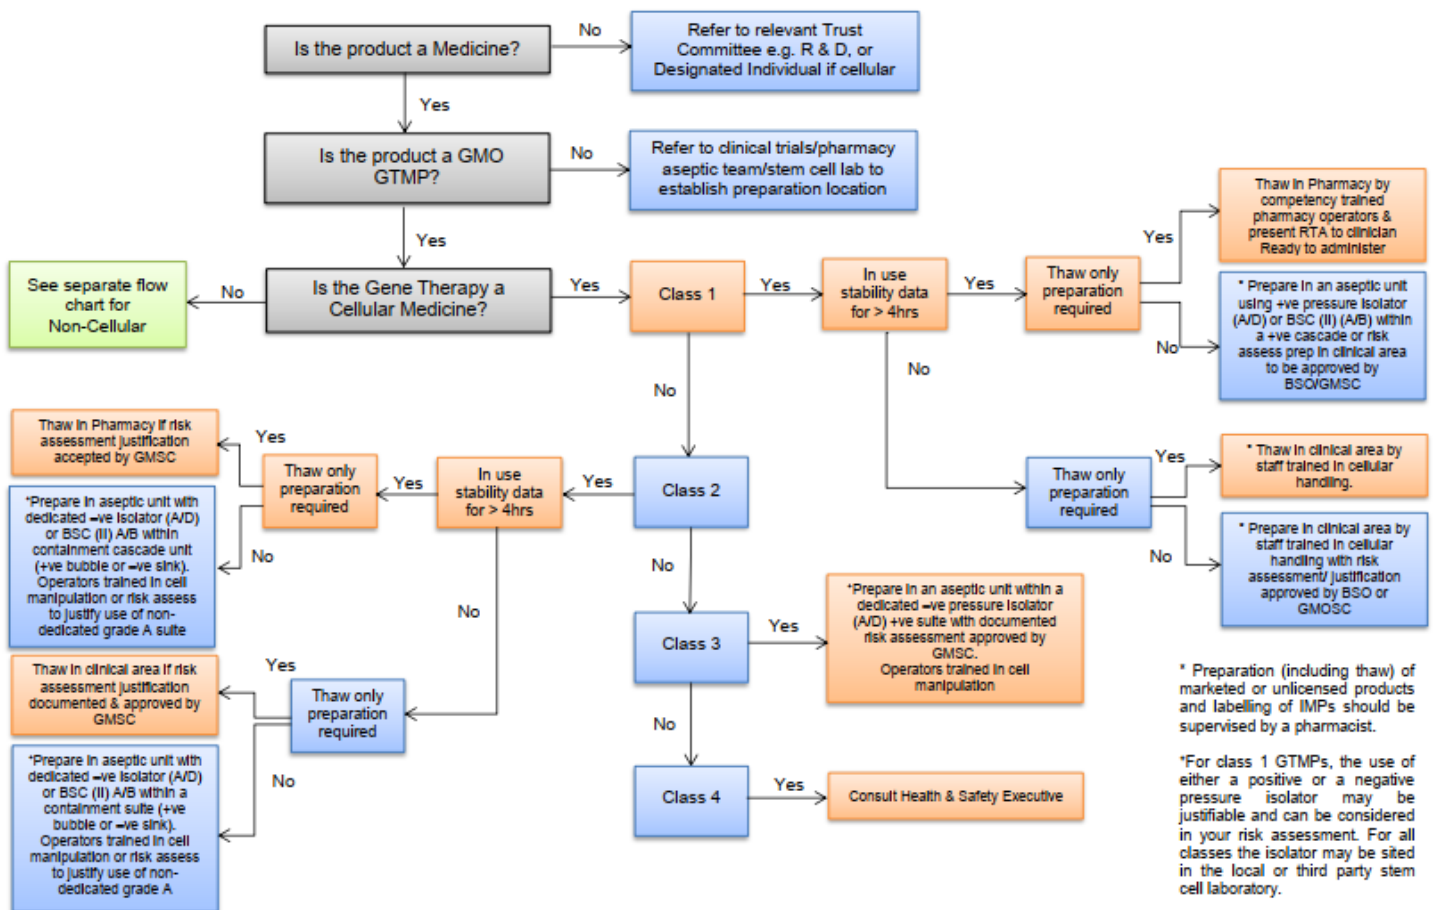 Is the product a Medicine?
No
Refer to relevant Trust
Committee e.g. R & D, or
Designated Individual if cellular
Yes
Is the product a GMO
GTMP?
No
Refer to clinical trials/pharmacy
aseptic team/stem cell lab to
establish preparation location
Yes
Is the Gene Therapy a
Cellular Medicine?
No
See separate flow
chart for
Non-Cellular
Yes
Class 1
Yes
In use
stability data
for > 4hrs
Yes
Thaw only
preparation
required
Yes
Thaw in Pharmacy by
competency trained
pharmacy operators &
present RTA to clinician
Ready to administer
No
* Prepare in an aseptic unit
using +ve pressure isolator
(A/D) or BSC (II) (A/B) within
a +ve cascade or risk
assess prep in clinical area
to be approved by
BSO/GMSC
No
Thaw only
preparation
required
Yes
* Thaw in clinical area by
staff trained in cellular
handling.
No
* Prepare in clinical area by
staff trained in cellular
handling with risk
assessment/ justification
approved by BSO or
GMOSC
No
Class 2
Yes
In use
stability data
for > 4hrs
Yes
Thaw only
preparation
required
Yes
Thaw in Pharmacy if risk
assessment justification
accepted by GMSC
No
*Prepare in aseptic unit with
dedicated –ve isolator (A/D)
or BSC (II) A/B within
containment cascade unit
(+ve bubble or –ve sink).
Operators trained in cell
manipulation or risk assess
to justify use of non-
dedicated grade A suite
No
Thaw only
preparation
required
Yes
Thaw in clinical area if risk
assessment justification
documented & approved by
GMSC
No
*Prepare in aseptic unit with
dedicated –ve isolator (A/D)
or BSC (II) A/B within a
containment suite (+ve
bubble or –ve sink).
Operators trained in cell
manipulation or risk assess
to justify use of non-
dedicated grade A
No
Class 3
Yes
*Prepare in an aseptic unit within a
dedicated –ve pressure isolator
(A/D) +ve suite with documented
risk assessment approved by
GMSC.
Operators trained in cell
manipulation
No
Class 4
Yes
Consult Health & Safety Executive
* Preparation (including thaw) of
marketed or unlicensed products
and labelling of IMPs should be
supervised by a pharmacist.
*For class 1 GTMPs, the use of
either a positive or a negative
pressure isolator may be
justifiable and can be considered
in your risk assessment. For all
classes the isolator may be sited
in the local or third party stem
cell laboratory.